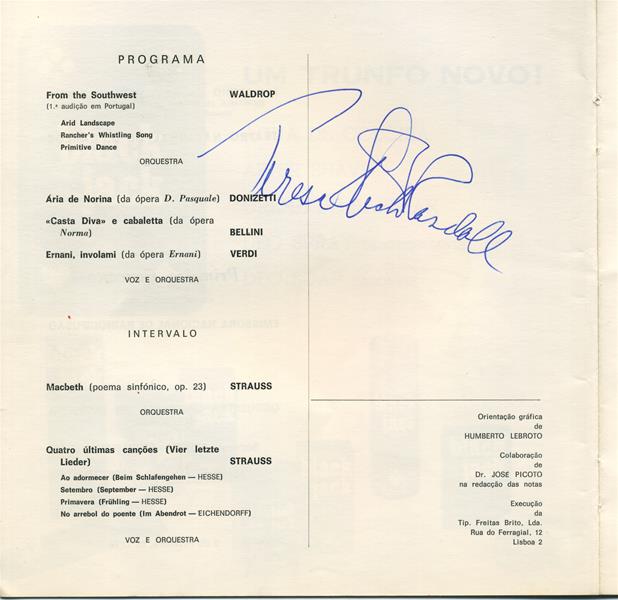 PROGRAMA
From the Southwest WALDROP
(1.ª audição em Portugal)
Arid Landscape
Rancher's Whistling Song
Primitive Dance
ORQUESTRA
Ária de Norina (da ópera D. Pasquale) DONIZETTI
«Casta Diva» e cabaletta (da ópera
Norma) BELLINI
Ernani, involami (da ópera Ernani) VERDI
VOZ E ORQUESTRA
INTERVALO
Macbeth (poema sinfónico, op. 23) STRAUSS
ORQUESTRA
Quatro últimas canções (Vier letzte
Lieder) STRAUSS
Ao adormecer (Beim Schlafengehen — HESSE)
Setembro (September — HESSE)
Primavera (Frühling — HESSE)
No arrebol do poente (Im Abendrot — EICHENDORFF)
VOZ E ORQUESTRA
Teresa
Orientação gráfica
de
HUMBERTO LEBROTO
Colaboração
de
Dr. JOSÉ PICOTO
na redacção das notas
Execução
da
Tip. Freitas Brito, Lda.
Rua do Ferragial, 12
Lisboa 2
UM TRUNFO NOVO!